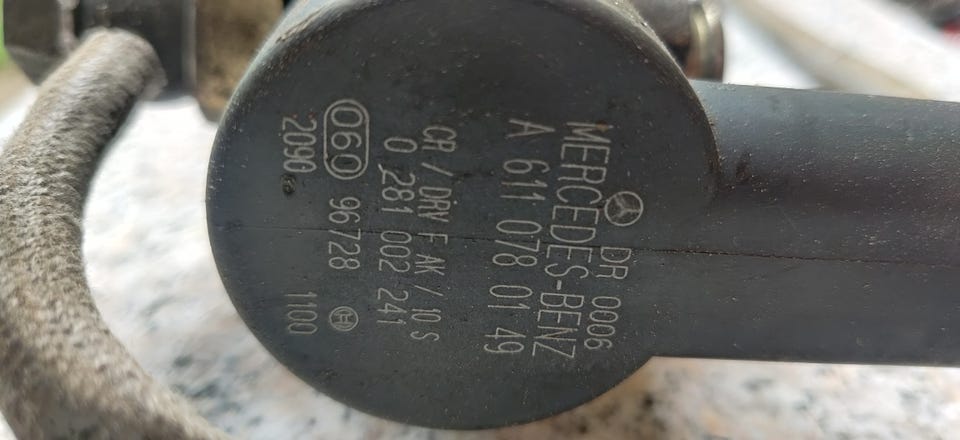 DR 0006
MERCEDES-BENZ
A 611 078 01 49
CR / DRV F. AK / 10 S
0 281 002 241
060 96728
2090 1100